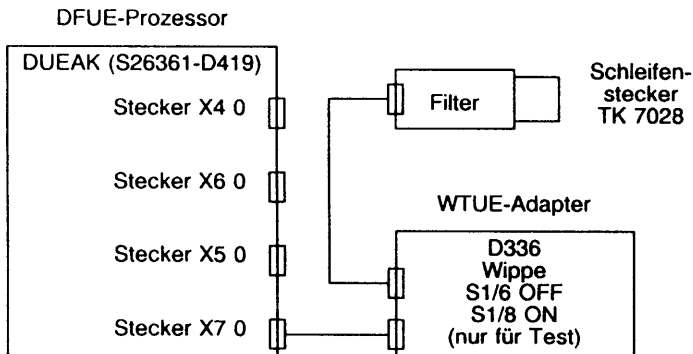 DFUE-Prozessor
DUEAK (S26361-D419)
Stecker X4 0
Stecker X6 0
Stecker X5 0
Stecker X7 0
Filter
Schleifen-
stecker
TK 7028
WTUE-Adapter
D336
Wippe
S1/6 OFF
S1/8 ON
(nur für Test)